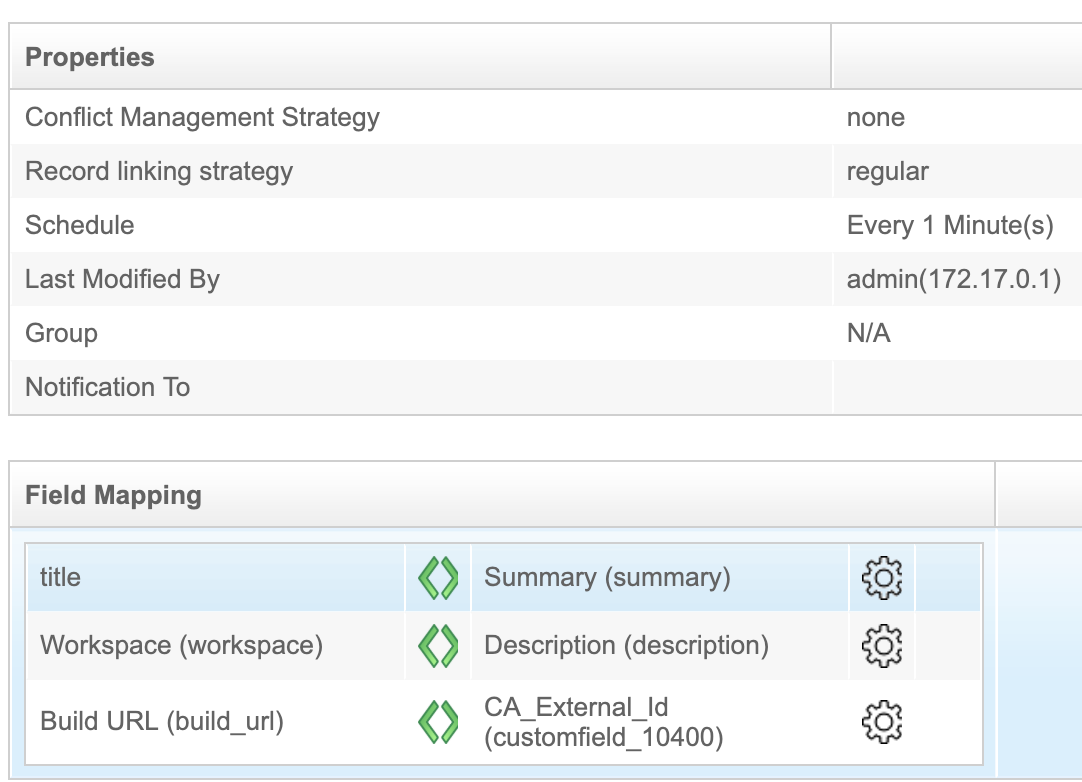 Properties
Conflict Management Strategy none
Record linking strategy regular
Schedule Every 1 Minute(s)
Last Modified By admin(172.17.0.1)
Group N/A
Notification To
Field Mapping
title Summary (summary)
Workspace (workspace) Description (description)
Build URL (build_url) CA_External_Id
(customfield_10400)